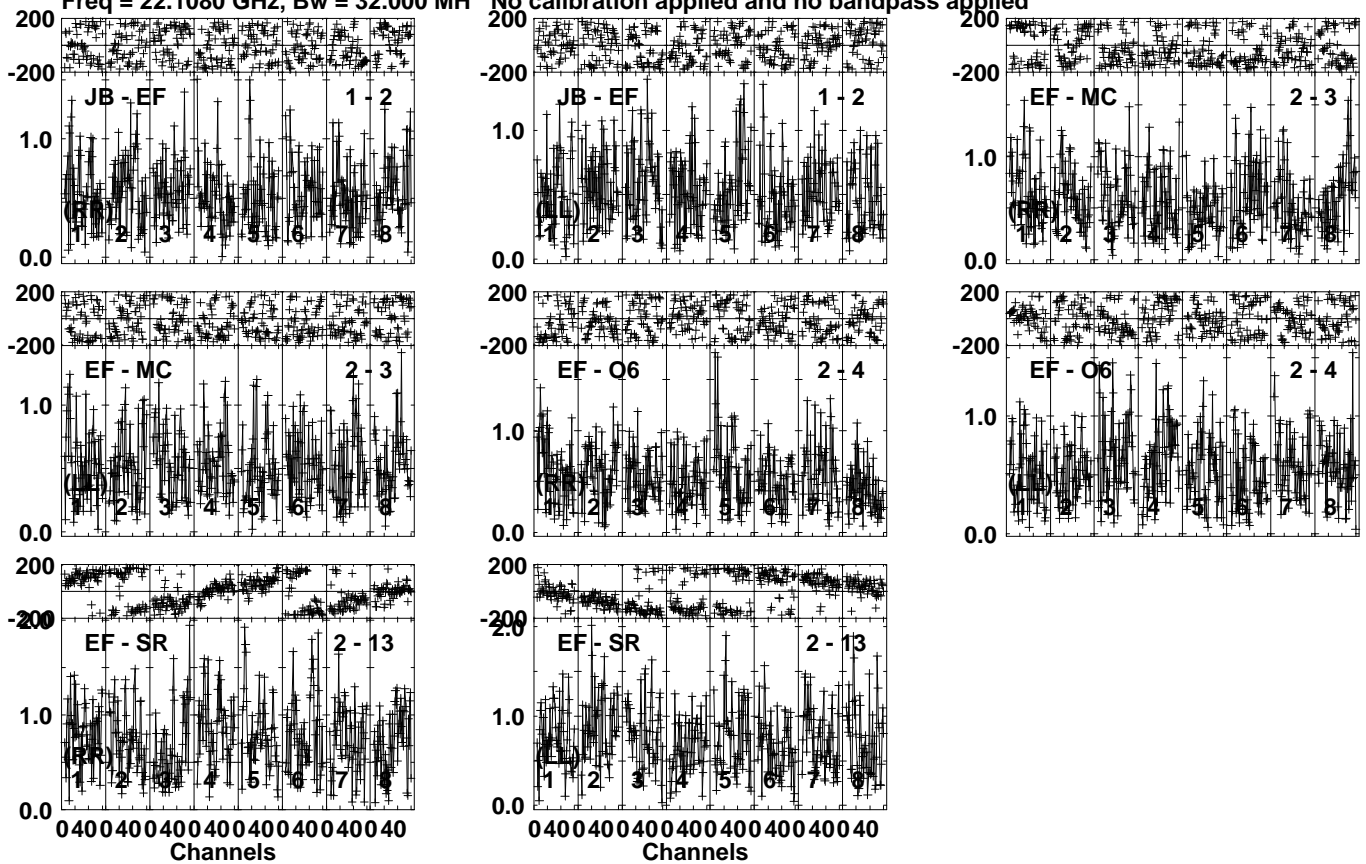 Freq = 22.1080 GHz, Bw = 32.000 MH No calibration applied and no bandpass applied
200
-200
JB - EF 1 - 2
1.0
(RR)
1 2 3 4 5 6 7 8
0.0
200
-200
JB - EF 1 - 2
1.0
(LL)
1 2 3 4 5 6 7 8
0.0
200
-200
EF - MC 2 - 3
1.0
(RR)
1 2 3 4 5 6 7 8
0.0
200
-200
EF - MC 2 - 3
1.0
(LL)
1 2 3 4 5 6 7 8
0.0
200
-200
EF - O6 2 - 4
1.0
(RR)
1 2 3 4 5 6 7 8
0.0
200
-200
EF - O6 2 - 4
1.0
(LL)
1 2 3 4 5 6 7 8
0.0
200
-200
2.0
EF - SR 2 - 13
1.0
(RR)
1 2 3 4 5 6 7 8
0.0
0 40 0 40 0 40 0 40 0 40 0 40 0 40 0 40
Channels
200
-200
2.0
EF - SR 2 - 13
1.0
(LL)
1 2 3 4 5 6 7 8
0.0
0 40 0 40 0 40 0 40 0 40 0 40 0 40 0 40
Channels